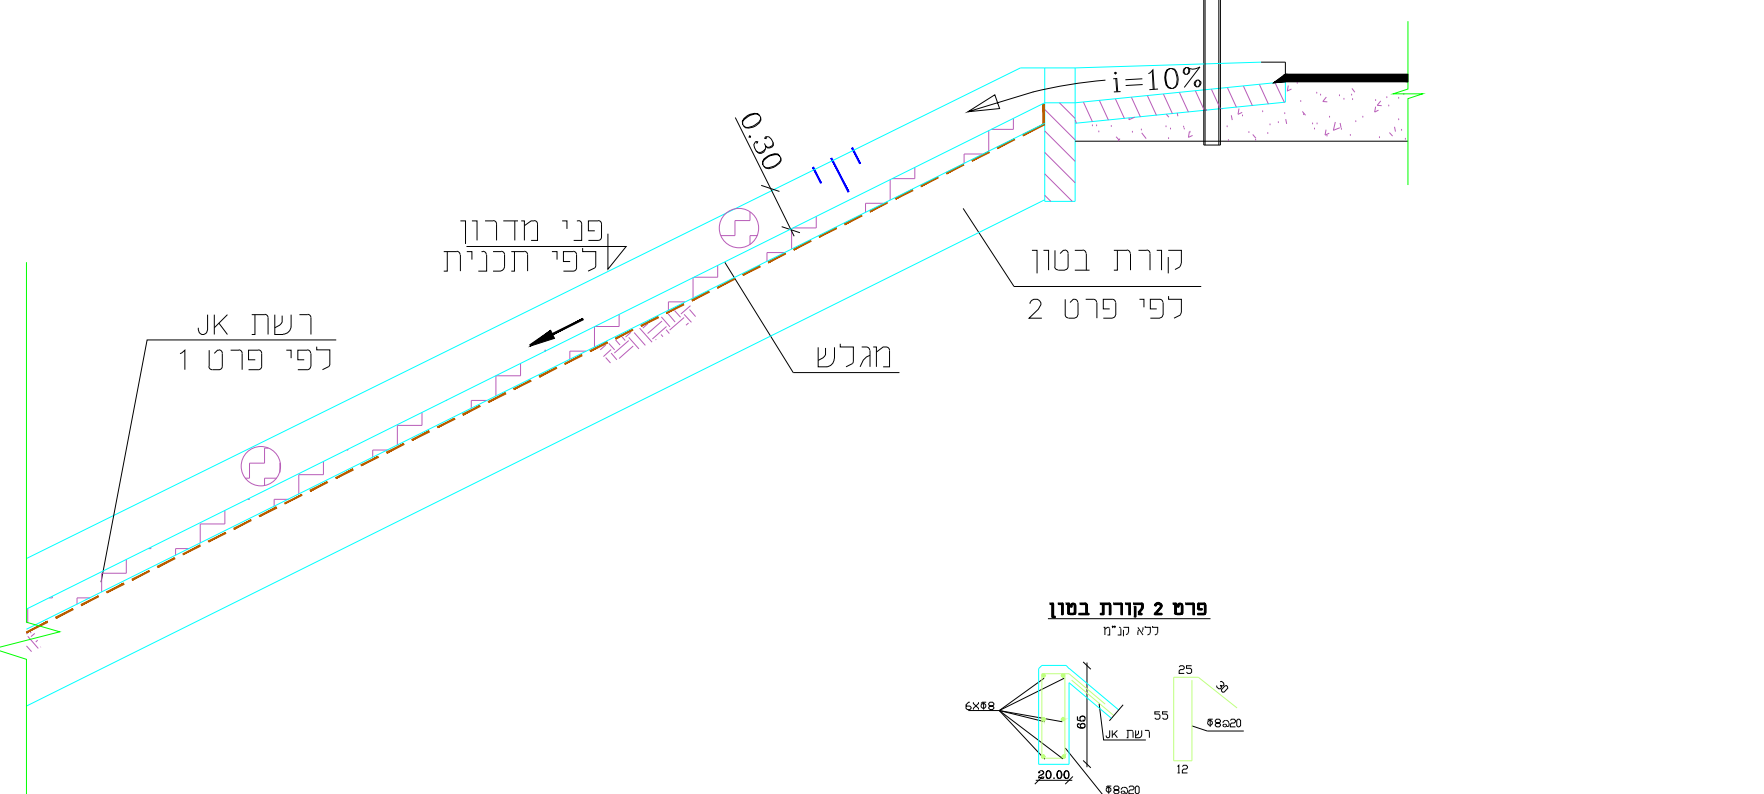 i=10%
0.30
פני מדרון
לפי תכנית
קורת בטון
לפי פרט 2
רשת JK
לפי פרט 1
מגלש
פרט 2 קורת בטון
ללא קנ"מ
6XΦ8
65
רשת JK
20.00
Φ8@20
25
30
55
Φ8@20
12